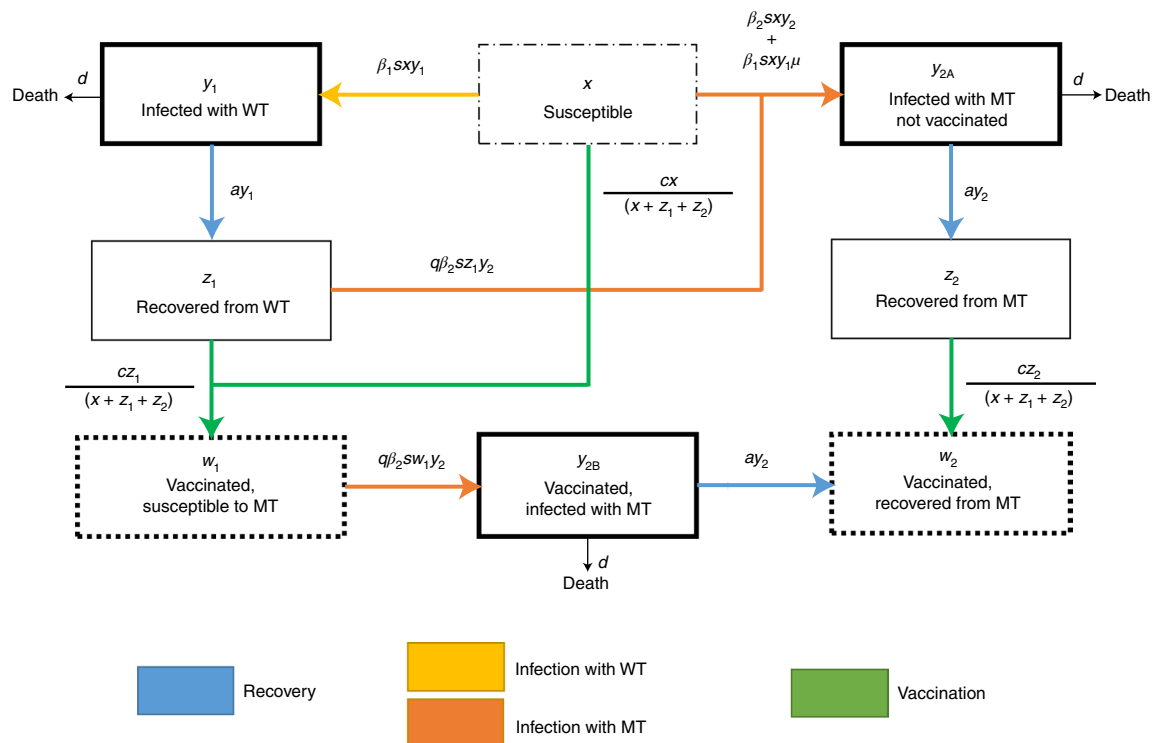 β₂sxy₂
+
β₁sxy₁μ
β₁sxy₁
d
Death
y₁
Infected with WT
x
Susceptible
y₂A
Infected with MT
not vaccinated
d
Death
ay₁
cx
(x + z₁ + z₂)
ay₂
z₁
Recovered from WT
qβ₂sz₁y₂
z₂
Recovered from MT
cz₁
(x + z₁ + z₂)
cz₂
(x + z₁ + z₂)
w₁
Vaccinated,
susceptible to MT
qβ₂sw₁y₂
y₂B
Vaccinated,
infected with MT
ay₂
w₂
Vaccinated,
recovered from MT
d
Death
Recovery
Infection with WT
Infection with MT
Vaccination